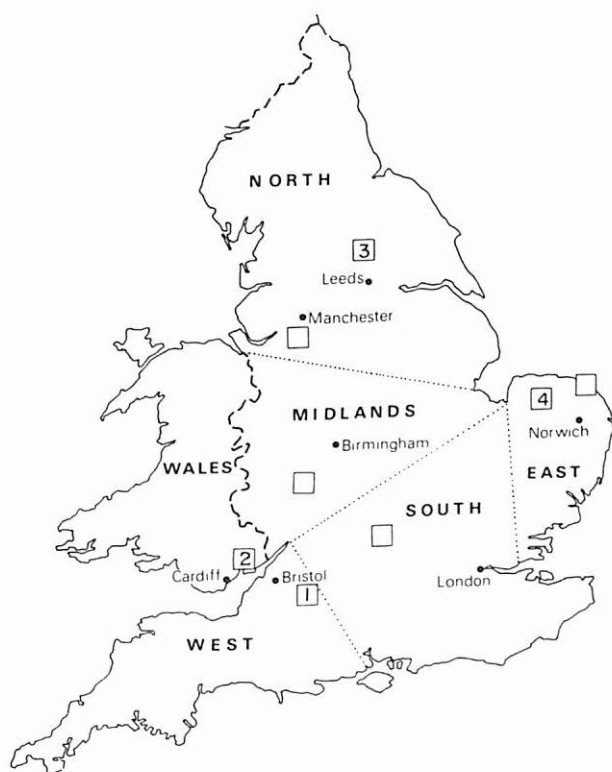 NORTH
3
Leeds
Manchester
4
MIDLANDS
Norwich
Birmingham
WALES
EAST
SOUTH
2
Cardiff
Bristol
London
1
WEST